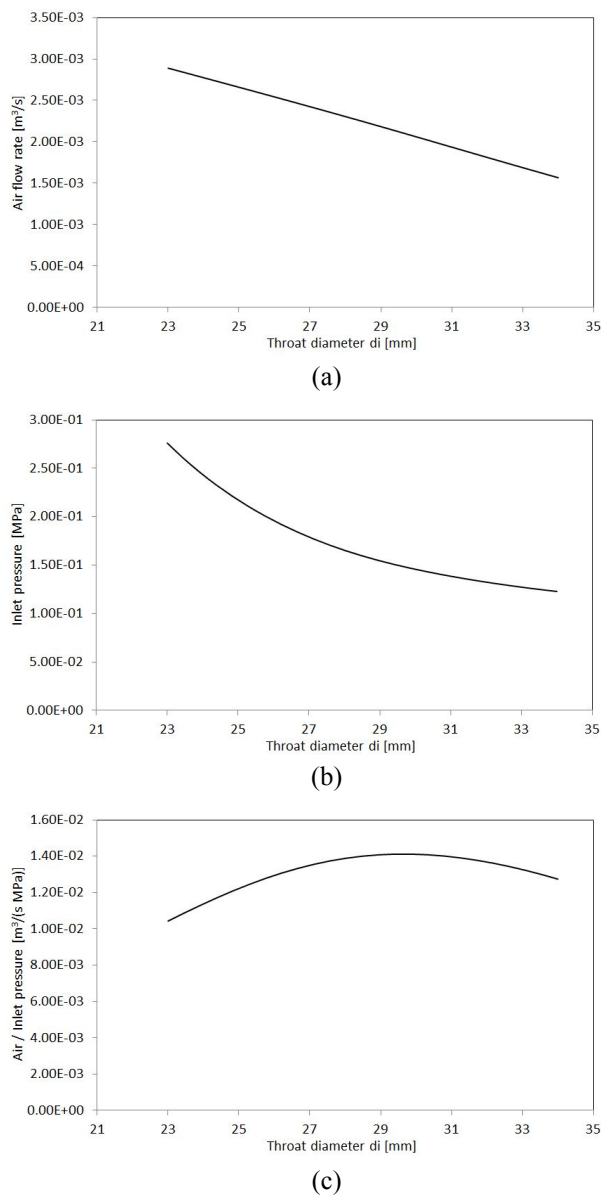 3.50E-03
3.00E-03
2.50E-03
2.00E-03
1.50E-03
1.00E-03
5.00E-04
0.00E+00
Air flow rate [m³/s]
21 23 25 27 29 31 33 35
Throat diameter di [mm]
(a)
3.00E-01
2.50E-01
2.00E-01
1.50E-01
1.00E-01
5.00E-02
0.00E+00
Inlet pressure [MPa]
21 23 25 27 29 31 33 35
Throat diameter di [mm]
(b)
1.60E-02
1.40E-02
1.20E-02
1.00E-02
8.00E-03
6.00E-03
4.00E-03
2.00E-03
0.00E+00
Air / Inlet pressure [m³/(s MPa)]
21 23 25 27 29 31 33 35
Throat diameter di [mm]
(c)